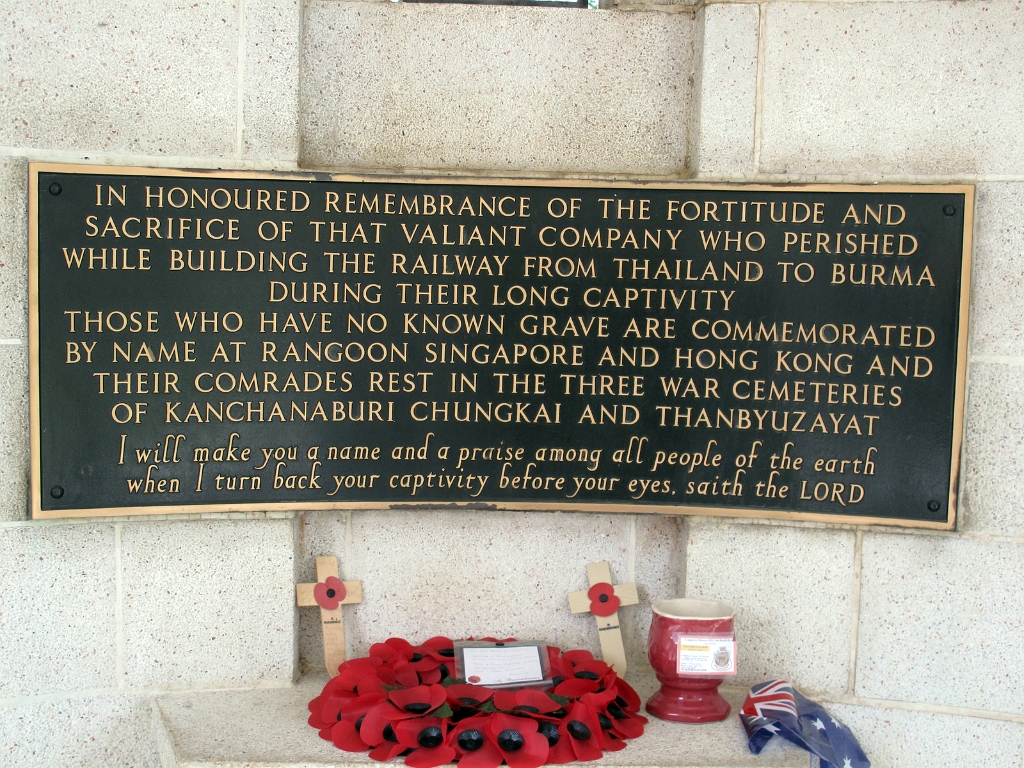 IN HONOURED REMEMBRANCE OF THE FORTITUDE AND
SACRIFICE OF THAT VALIANT COMPANY WHO PERISHED
WHILE BUILDING THE RAILWAY FROM THAILAND TO BURMA
DURING THEIR LONG CAPTIVITY
THOSE WHO HAVE NO KNOWN GRAVE ARE COMMEMORATED
BY NAME AT RANGOON SINGAPORE AND HONG KONG AND
THEIR COMRADES REST IN THE THREE WAR CEMETERIES
OF KANCHANABURI CHUNGKAI AND THANBYUZAYAT
I will make you a name and a praise among all people of the earth
when I turn back your captivity before your eyes, saith the LORD